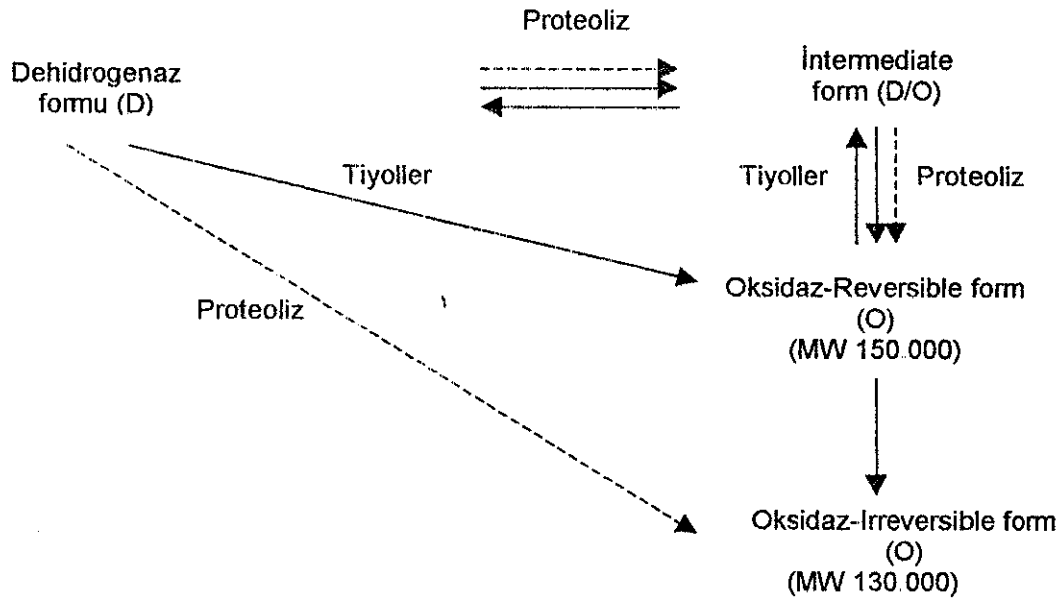 Proteoliz
Dehidrogenaz
formu (D)
İntermediate
form (D/O)
Tiyoller
Tiyoller
Proteoliz
Proteoliz
Oksidaz-Reversible form
(O)
(MW 150.000)
Oksidaz-Irreversible form
(O)
(MW 130.000)